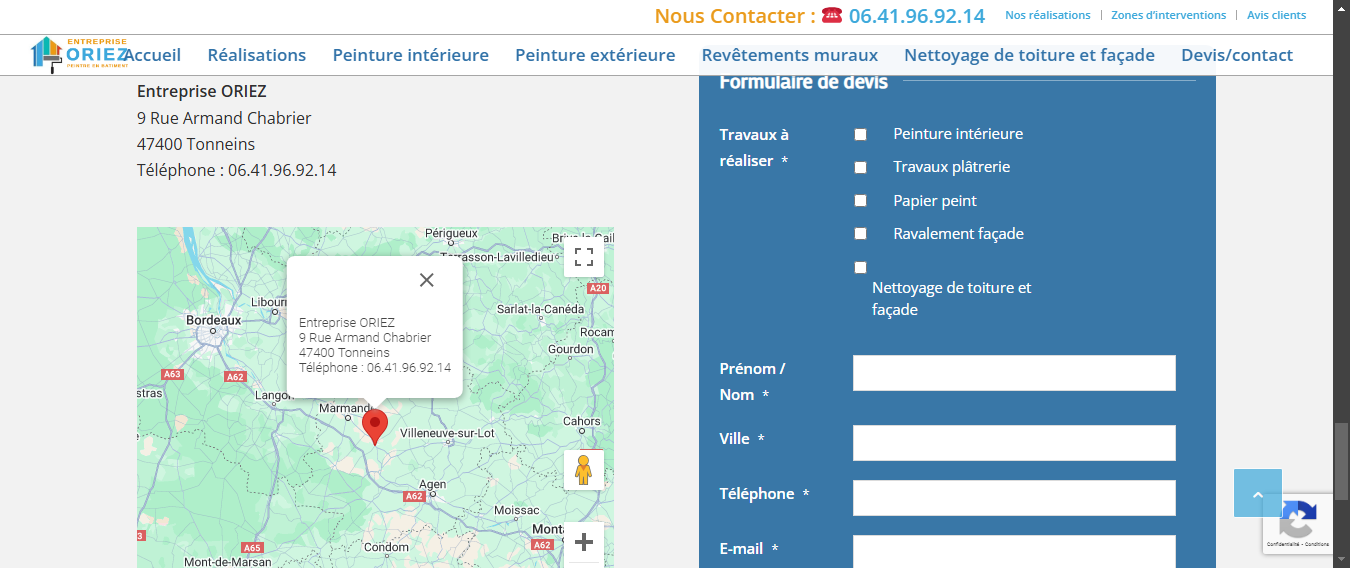 Nous Contacter : ☎ 06.41.96.92.14
Nos réalisations
Zones d'interventions
Avis clients
ENTREPRISE
ORIEZ
PEINTRE EN BATIMENT
Accueil
Réalisations
Peinture intérieure
Peinture extérieure
Revêtements muraux
Nettoyage de toiture et façade
Devis/contact
Entreprise ORIEZ
9 Rue Armand Chabrier
47400 Tonneins
Téléphone : 06.41.96.92.14
Périgueux
Terrasson-Lavilledieu
A20
Libourn
Bordeaux
Sarlat-la-Canéda
Rocam
Gourdon
A63
A62
Langon
Marmande
Villeneuve-sur-Lot
Cahors
Agen
A62
Moissac
Monta
A62
A65
Condom
Mont-de-Marsan
Entreprise ORIEZ
9 Rue Armand Chabrier
47400 Tonneins
Téléphone : 06.41.96.92.14
Formulaire de devis
Travaux à
réaliser *
Peinture intérieure
Travaux plâtrerie
Papier peint
Ravalement façade
Nettoyage de toiture et
façade
Prénom /
Nom *
Ville *
Téléphone *
E-mail *
Confidentialité - Conditions